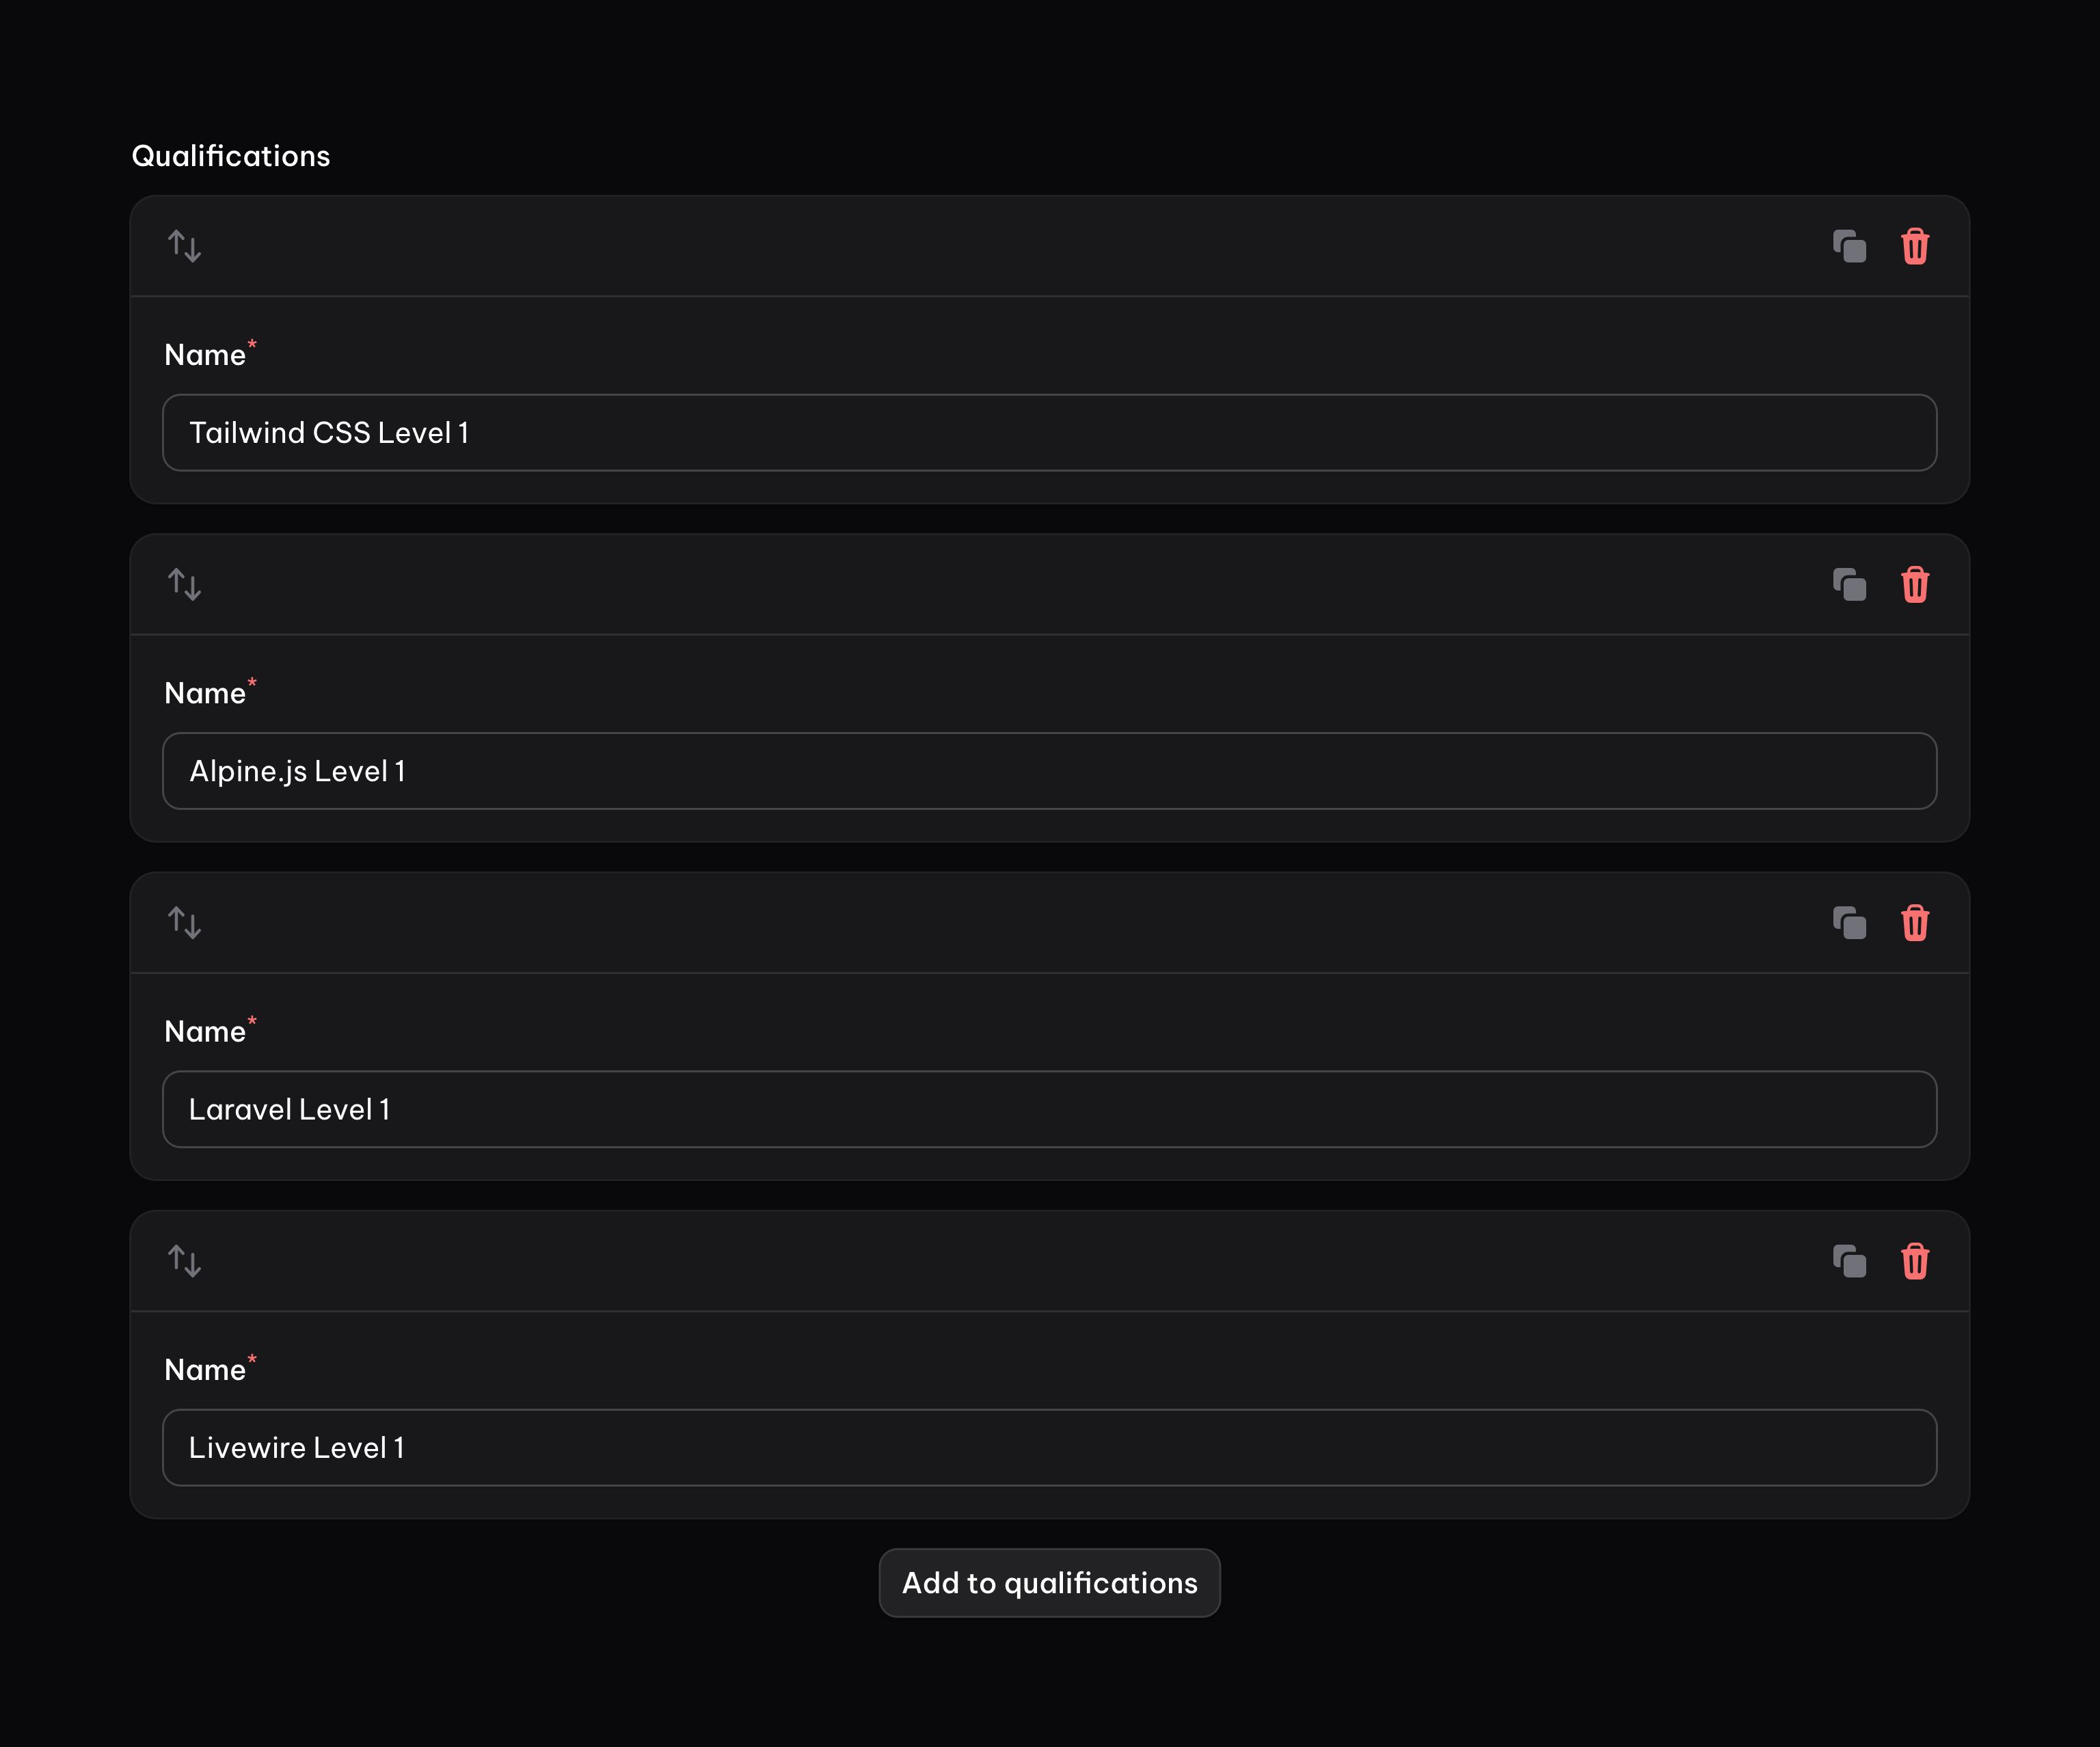 Qualifications
Name*
Tailwind CSS Level 1
Name*
Alpine.js Level 1
Name*
Laravel Level 1
Name*
Livewire Level 1
Add to qualifications